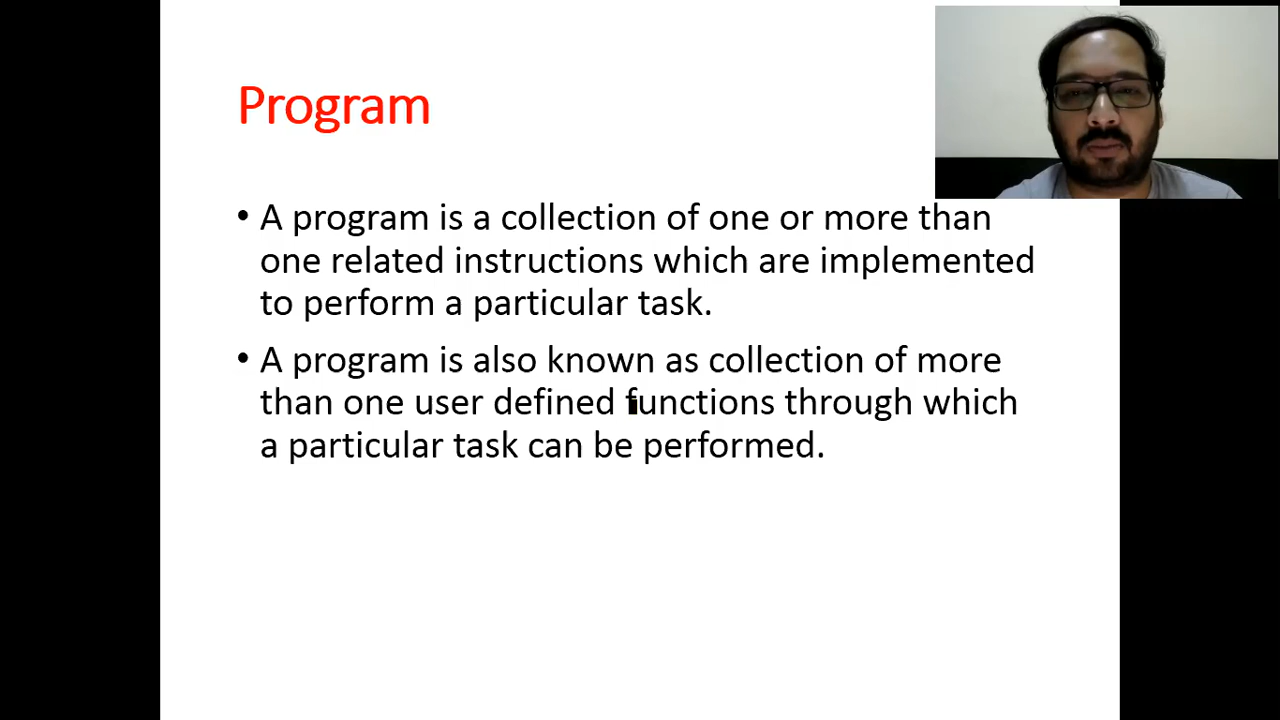 Program
• A program is a collection of one or more than
one related instructions which are implemented
to perform a particular task.
• A program is also known as collection of more
than one user defined functions through which
a particular task can be performed.